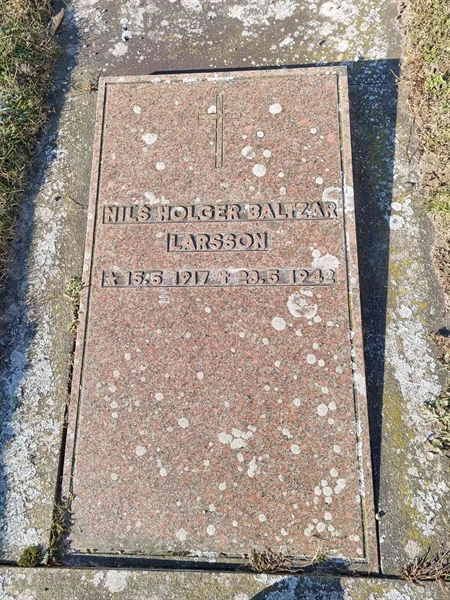 NILS HOLGER BALTZAR
LARSSON
* 15.5 1917 † 23.5 1942